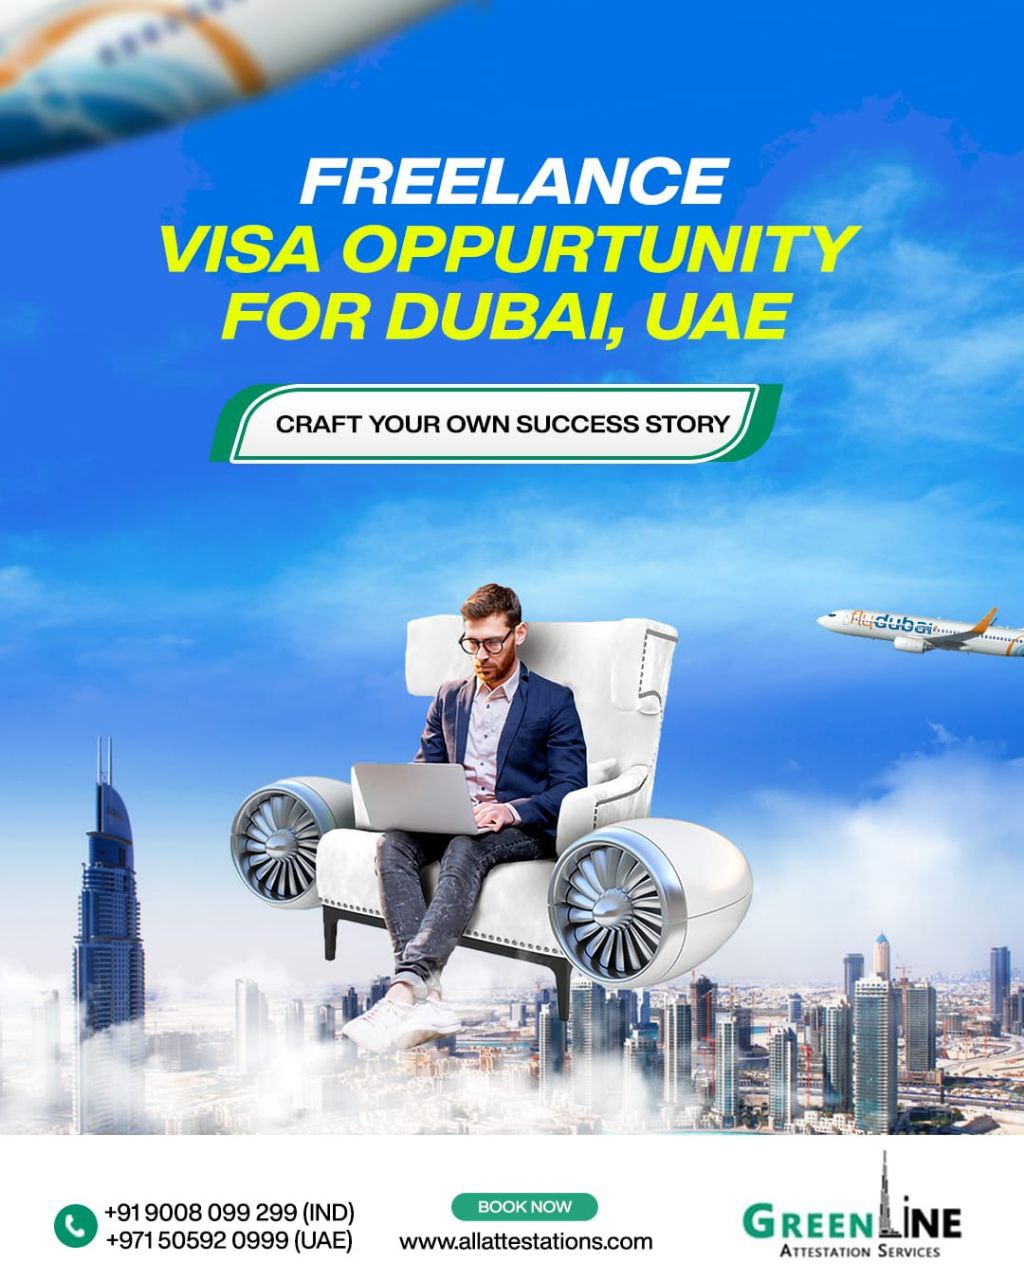 FREELANCE
VISA OPPURTUNITY
FOR DUBAI, UAE
CRAFT YOUR OWN SUCCESS STORY
flydubai
+91 9008 099 299 (IND)
+971 50592 0999 (UAE)
BOOK NOW
www.allattestations.com
GREENLINE
ATTESTATION SERVICES